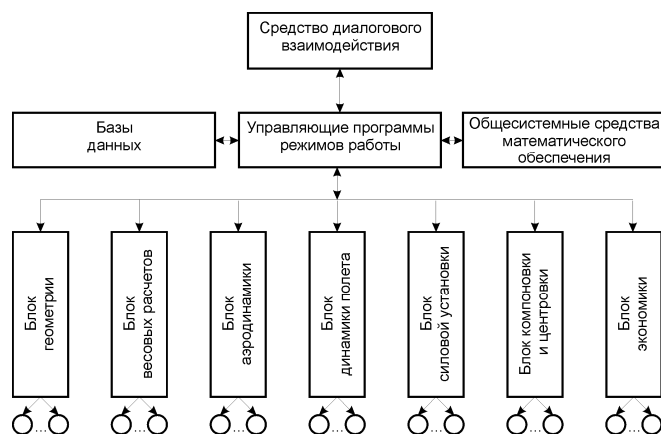 Средство диалогового
взаимодействия
Базы
данных
Управляющие программы
режимов работы
Общесистемные средства
математического
обеспечения
Блок
геометрии
Блок
весовых расчетов
Блок
аэродинамики
Блок
динамики полета
Блок
силовой установки
Блок компоновки
и центровки
Блок
экономики
... ... ... ... ... ... ...